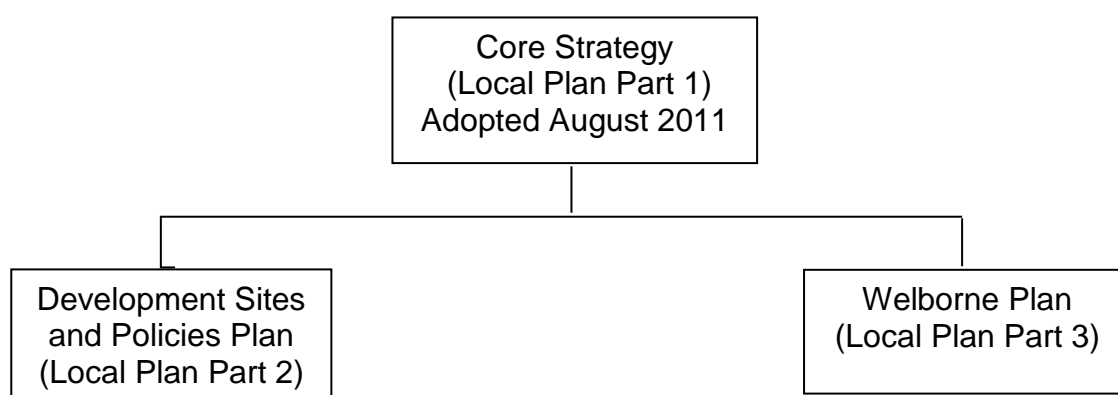 Core Strategy
(Local Plan Part 1)
Adopted August 2011
Development Sites
and Policies Plan
(Local Plan Part 2)
Welborne Plan
(Local Plan Part 3)